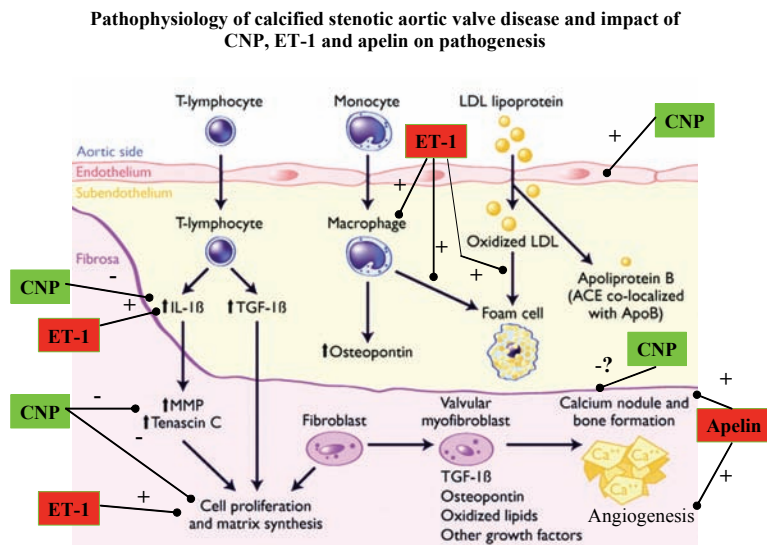 Pathophysiology of calcified stenotic aortic valve disease and impact of
CNP, ET-1 and apelin on pathogenesis
T-lymphocyte
Monocyte
LDL lipoprotein
CNP
+
ET-1
Aortic side
Endothelium
Subendothelium
+
T-lymphocyte
Macrophage
+
Oxidized LDL
+
Fibrosa
Apoliprotein B
(ACE co-localized
with ApoB)
CNP
-
+
⬆IL-1ß
⬆TGF-1ß
Foam cell
ET-1
⬆Osteopontin
CNP
-?
+
CNP
-
⬆MMP
⬆Tenascin C
-
Fibroblast
Valvular
myofibroblast
Calcium nodule and
bone formation
Apelin
Ca++
Ca++
Ca++
+
TGF-1ß
Osteopontin
Oxidized lipids
Other growth factors
ET-1
+
Cell proliferation
and matrix synthesis
Angiogenesis